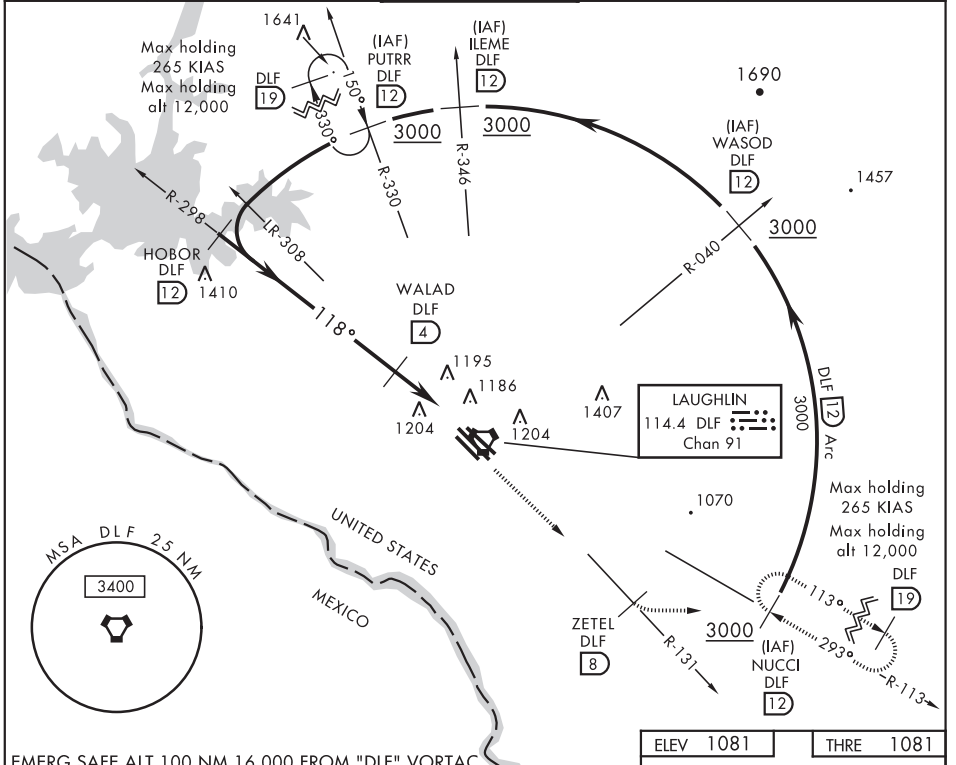 1641
Max holding
265 KIAS
Max holding
alt 12,000
DLF
19
150°
330°
(IAF)
PUTRR
DLF
12
3000
(IAF)
ILEME
DLF
12
3000
1690
(IAF)
WASOD
DLF
12
3000
1457
R-298
LR-308
R-330
R-346
R-040
HOBOR
DLF
12
1410
118°
WALAD
DLF
4
1195
1186
1204
1204
1407
LAUGHLIN
114.4 DLF
Chan 91
DLF 12 Arc
3000
1070
Max holding
265 KIAS
Max holding
alt 12,000
DLF
19
113°
293°
R-113
3000
(IAF)
NUCCI
DLF
12
ZETEL
DLF
8
R-131
UNITED STATES
MEXICO
MSA DLF 25 NM
3400
EMERG SAFE ALT 100 NM 16,000 FROM "DLF" VORTAC
ELEV 1081
THRE 1081